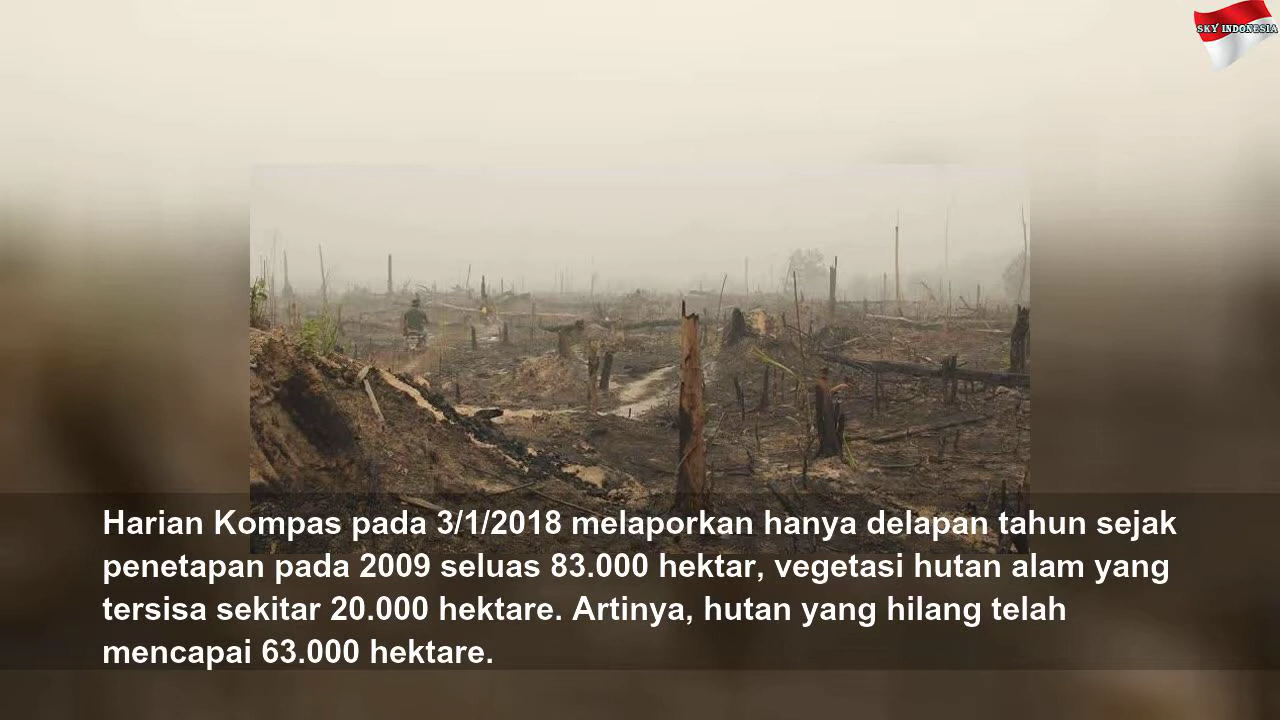 SKY INDONESIA
Harian Kompas pada 3/1/2018 melaporkan hanya delapan tahun sejak
penetapan pada 2009 seluas 83.000 hektar, vegetasi hutan alam yang
tersisa sekitar 20.000 hektare. Artinya, hutan yang hilang telah
mencapai 63.000 hektare.